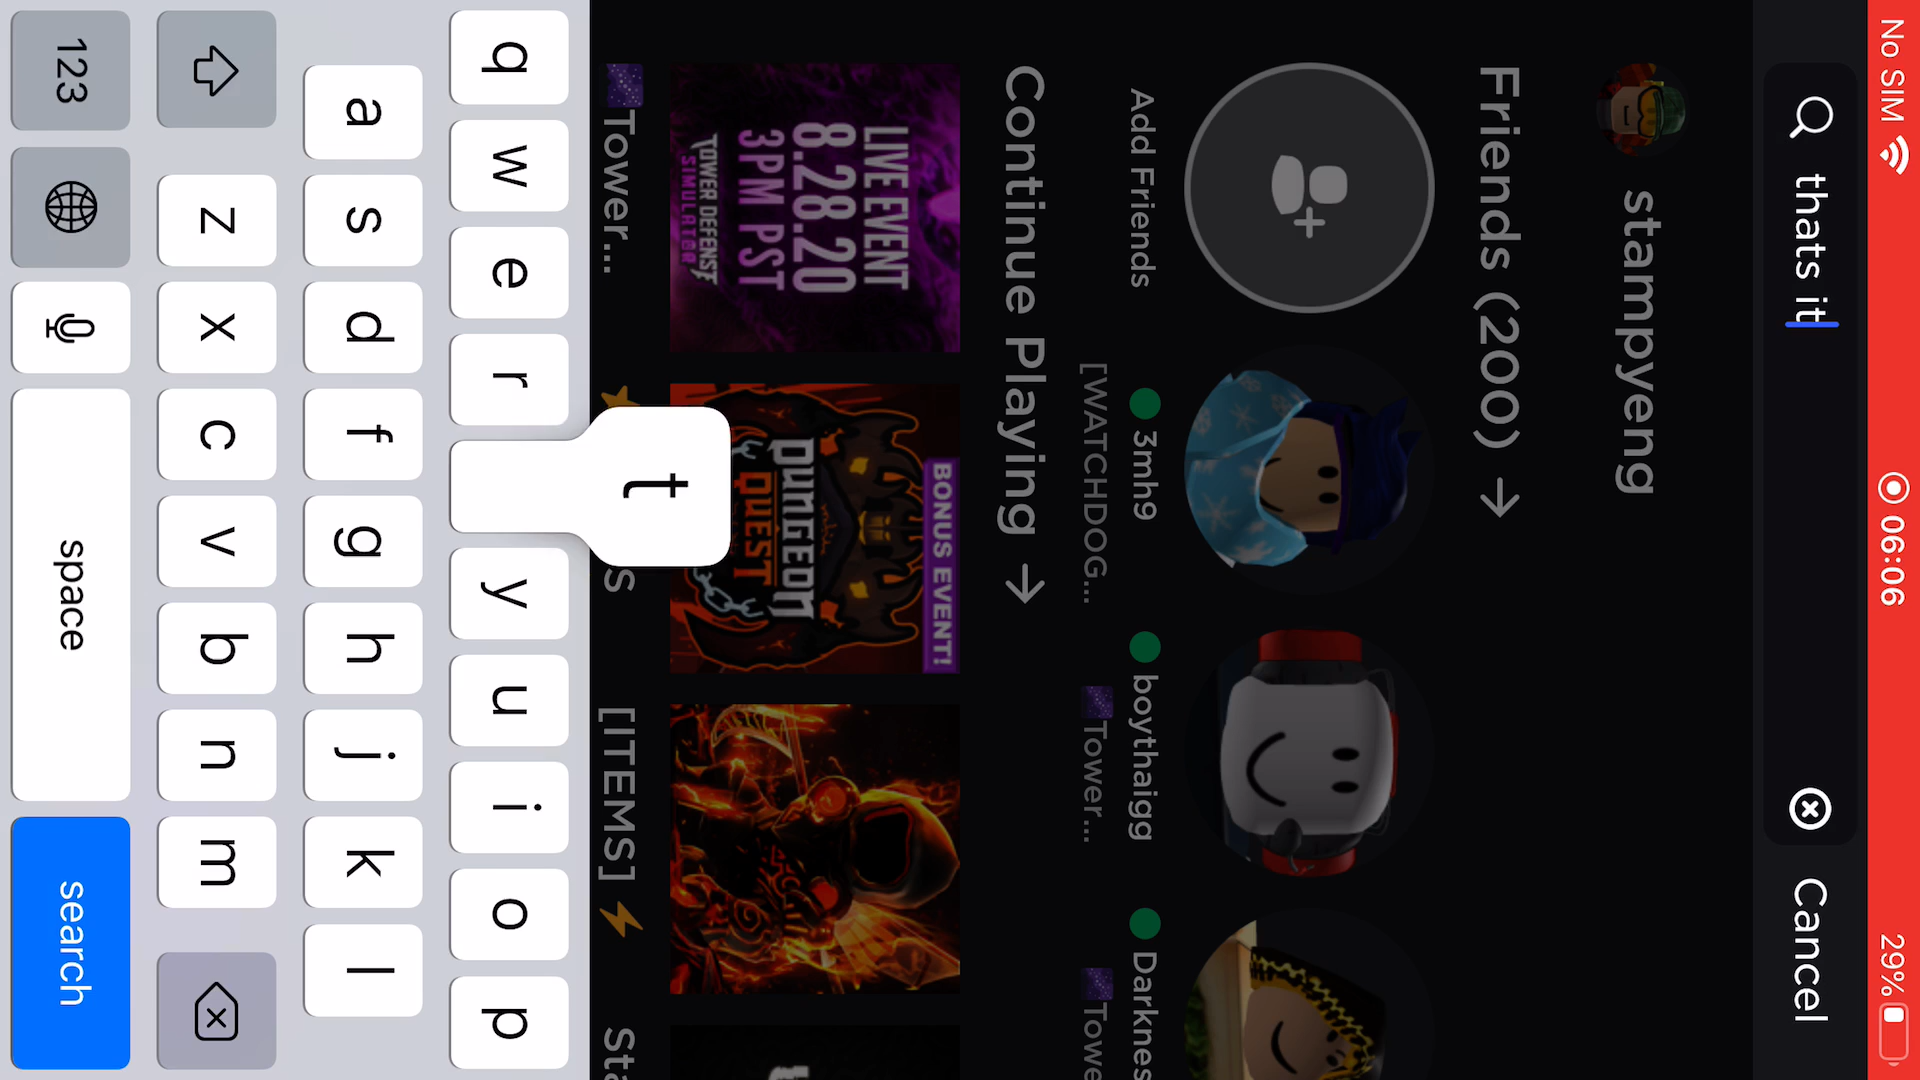 No SIM 06:06 29%
thats it Cancel
stampyeng
Friends (200) →
Add Friends
3mh9
[WATCHDOG...
boythaigg
Tower...
Darknes
Towe
Continue Playing →
LIVE EVENT
8.28.20
3PM PST
TOWER DEFENSE
SIMULATOR
BONUS EVENT!
DUNGEON
QUEST
Tower...
s
[ITEMS]
Sta
t
q w e r y u i o p
a s d f g h j k l
z x c v b n m
123 space search